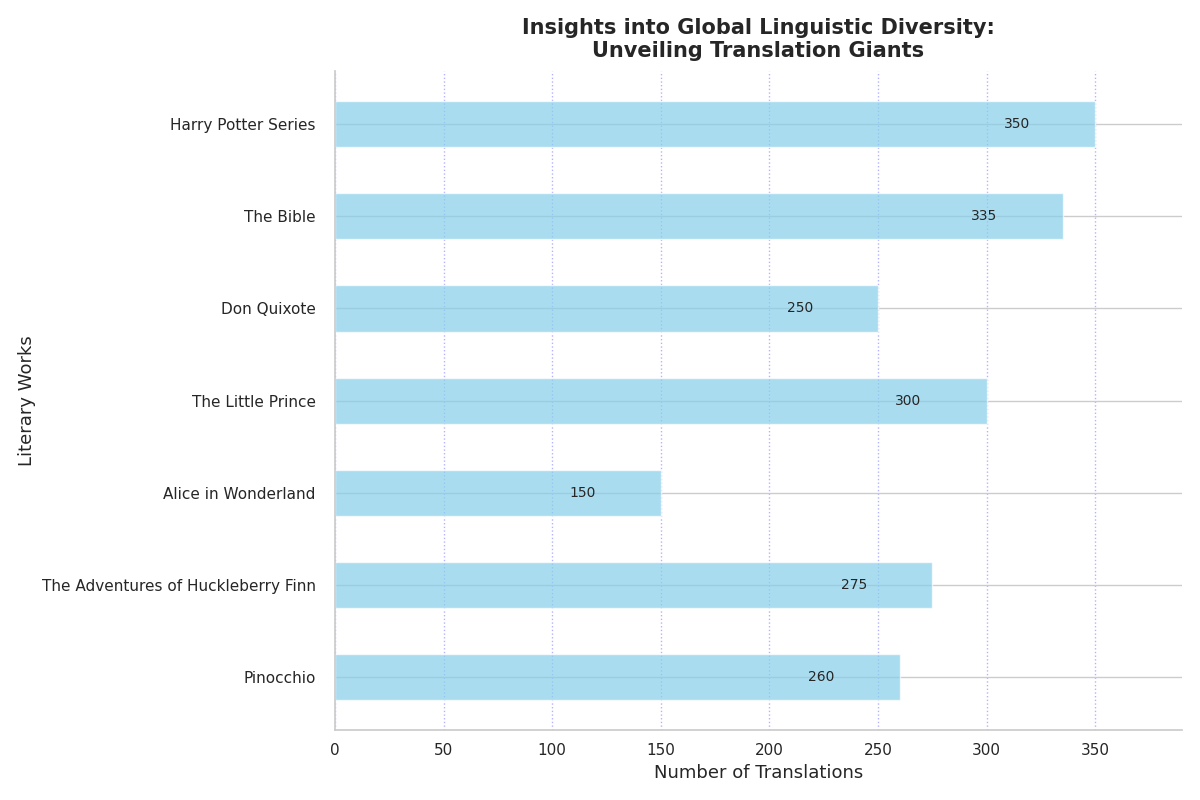 Insights into Global Linguistic Diversity:
Unveiling Translation Giants
Harry Potter Series
350
The Bible
335
Don Quixote
250
The Little Prince
300
Alice in Wonderland
150
The Adventures of Huckleberry Finn
275
Pinocchio
260
Literary Works
0 50 100 150 200 250 300 350
Number of Translations